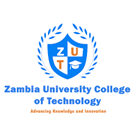 Z U
U T
Zambia University College
of Technology
Advancing Knowledge and Innovation